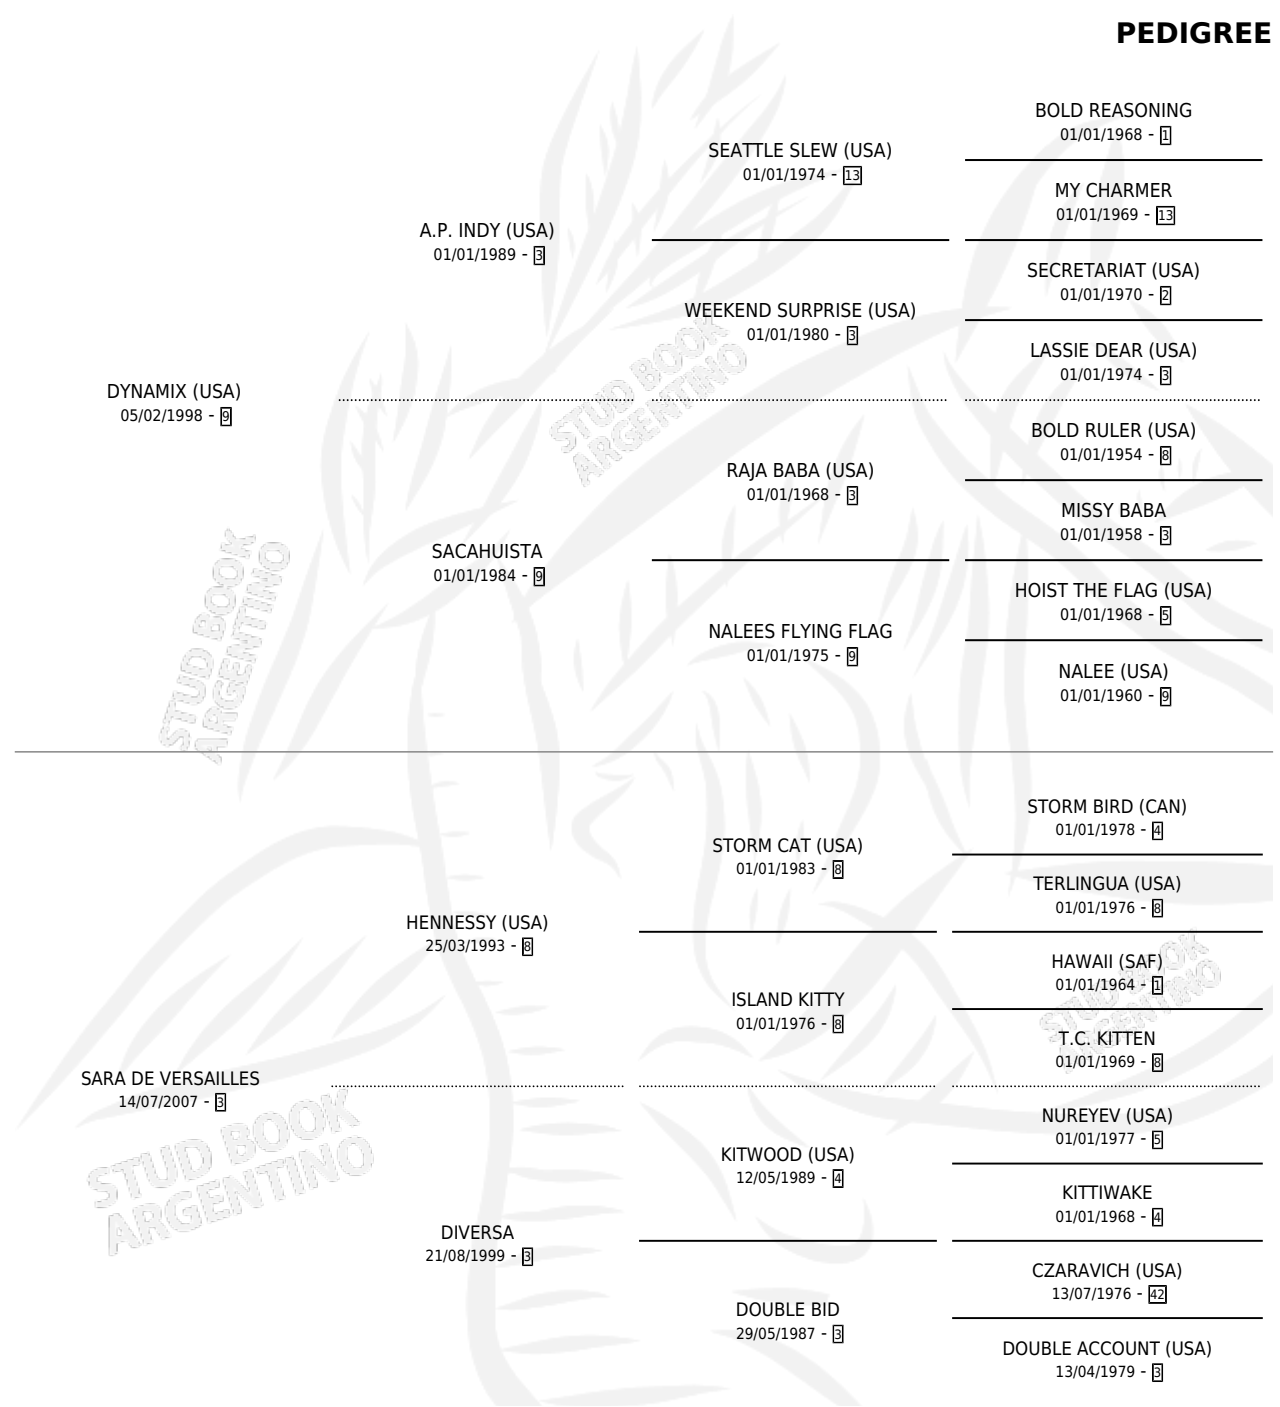 PEDIGREE
BOLD REASONING
01/01/1968 - 1
SEATTLE SLEW (USA)
01/01/1974 - 13
MY CHARMER
01/01/1969 - 13
A.P. INDY (USA)
01/01/1989 - 3
SECRETARIAT (USA)
01/01/1970 - 2
WEEKEND SURPRISE (USA)
01/01/1980 - 3
LASSIE DEAR (USA)
01/01/1974 - 3
DYNAMIX (USA)
05/02/1998 - 9
BOLD RULER (USA)
01/01/1954 - 8
RAJA BABA (USA)
01/01/1968 - 3
MISSY BABA
01/01/1958 - 3
SACAHUISTA
01/01/1984 - 9
HOIST THE FLAG (USA)
01/01/1968 - 5
NALEES FLYING FLAG
01/01/1975 - 9
NALEE (USA)
01/01/1960 - 9
STORM BIRD (CAN)
01/01/1978 - 4
STORM CAT (USA)
01/01/1983 - 8
TERLINGUA (USA)
01/01/1976 - 8
HENNESSY (USA)
25/03/1993 - 8
HAWAII (SAF)
01/01/1964 - 1
ISLAND KITTY
01/01/1976 - 8
T.C. KITTEN
01/01/1969 - 8
SARA DE VERSAILLES
14/07/2007 - 3
NUREYEV (USA)
01/01/1977 - 5
KITWOOD (USA)
12/05/1989 - 4
KITTIWAKE
01/01/1968 - 4
DIVERSA
21/08/1999 - 3
CZARAVICH (USA)
13/07/1976 - 42
DOUBLE BID
29/05/1987 - 3
DOUBLE ACCOUNT (USA)
13/04/1979 - 3
STUD BOOK
ARGENTINO
STUD BOOK
ARGENTINO
STUD BOOK
ARGENTINO
STUD BOOK
ARGENTINO